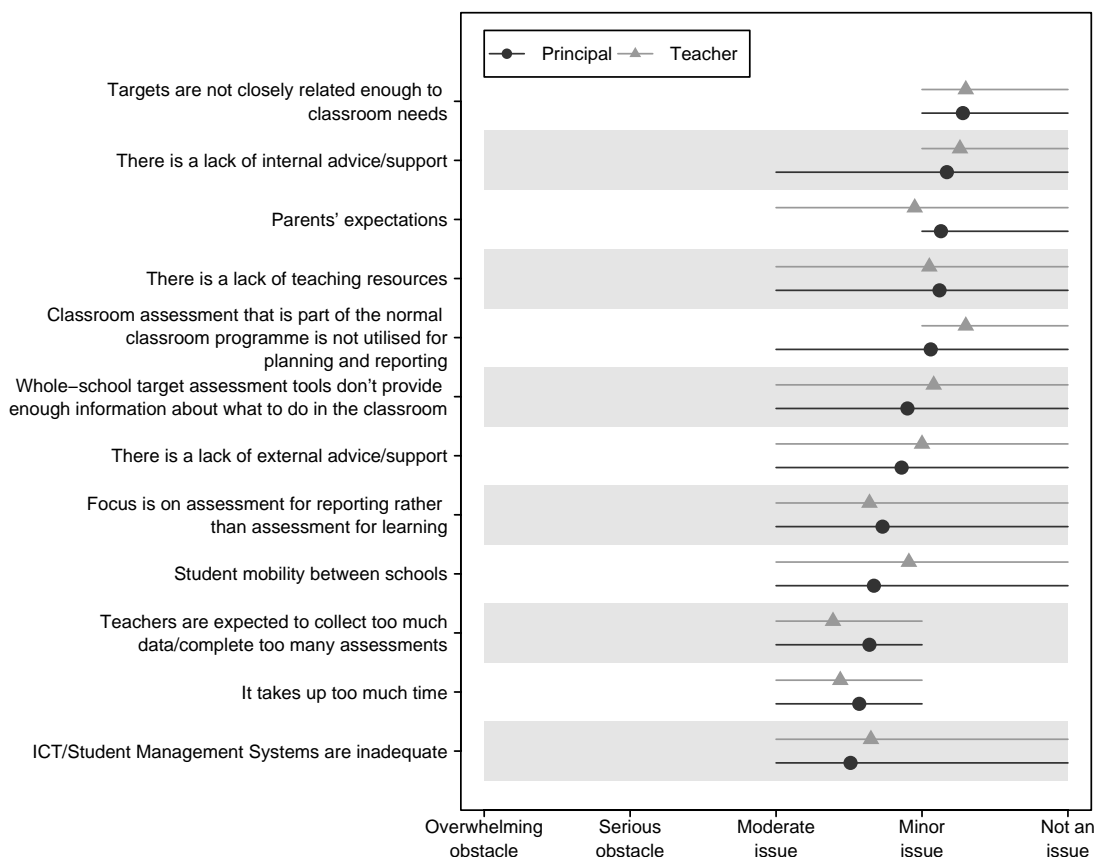 Principal
Teacher
Targets are not closely related enough to
classroom needs
There is a lack of internal advice/support
Parents’ expectations
There is a lack of teaching resources
Classroom assessment that is part of the normal
classroom programme is not utilised for
planning and reporting
Whole−school target assessment tools don’t provide
enough information about what to do in the classroom
There is a lack of external advice/support
Focus is on assessment for reporting rather
than assessment for learning
Student mobility between schools
Teachers are expected to collect too much
data/complete too many assessments
It takes up too much time
ICT/Student Management Systems are inadequate
Overwhelming
obstacle
Serious
obstacle
Moderate
issue
Minor
issue
Not an
issue